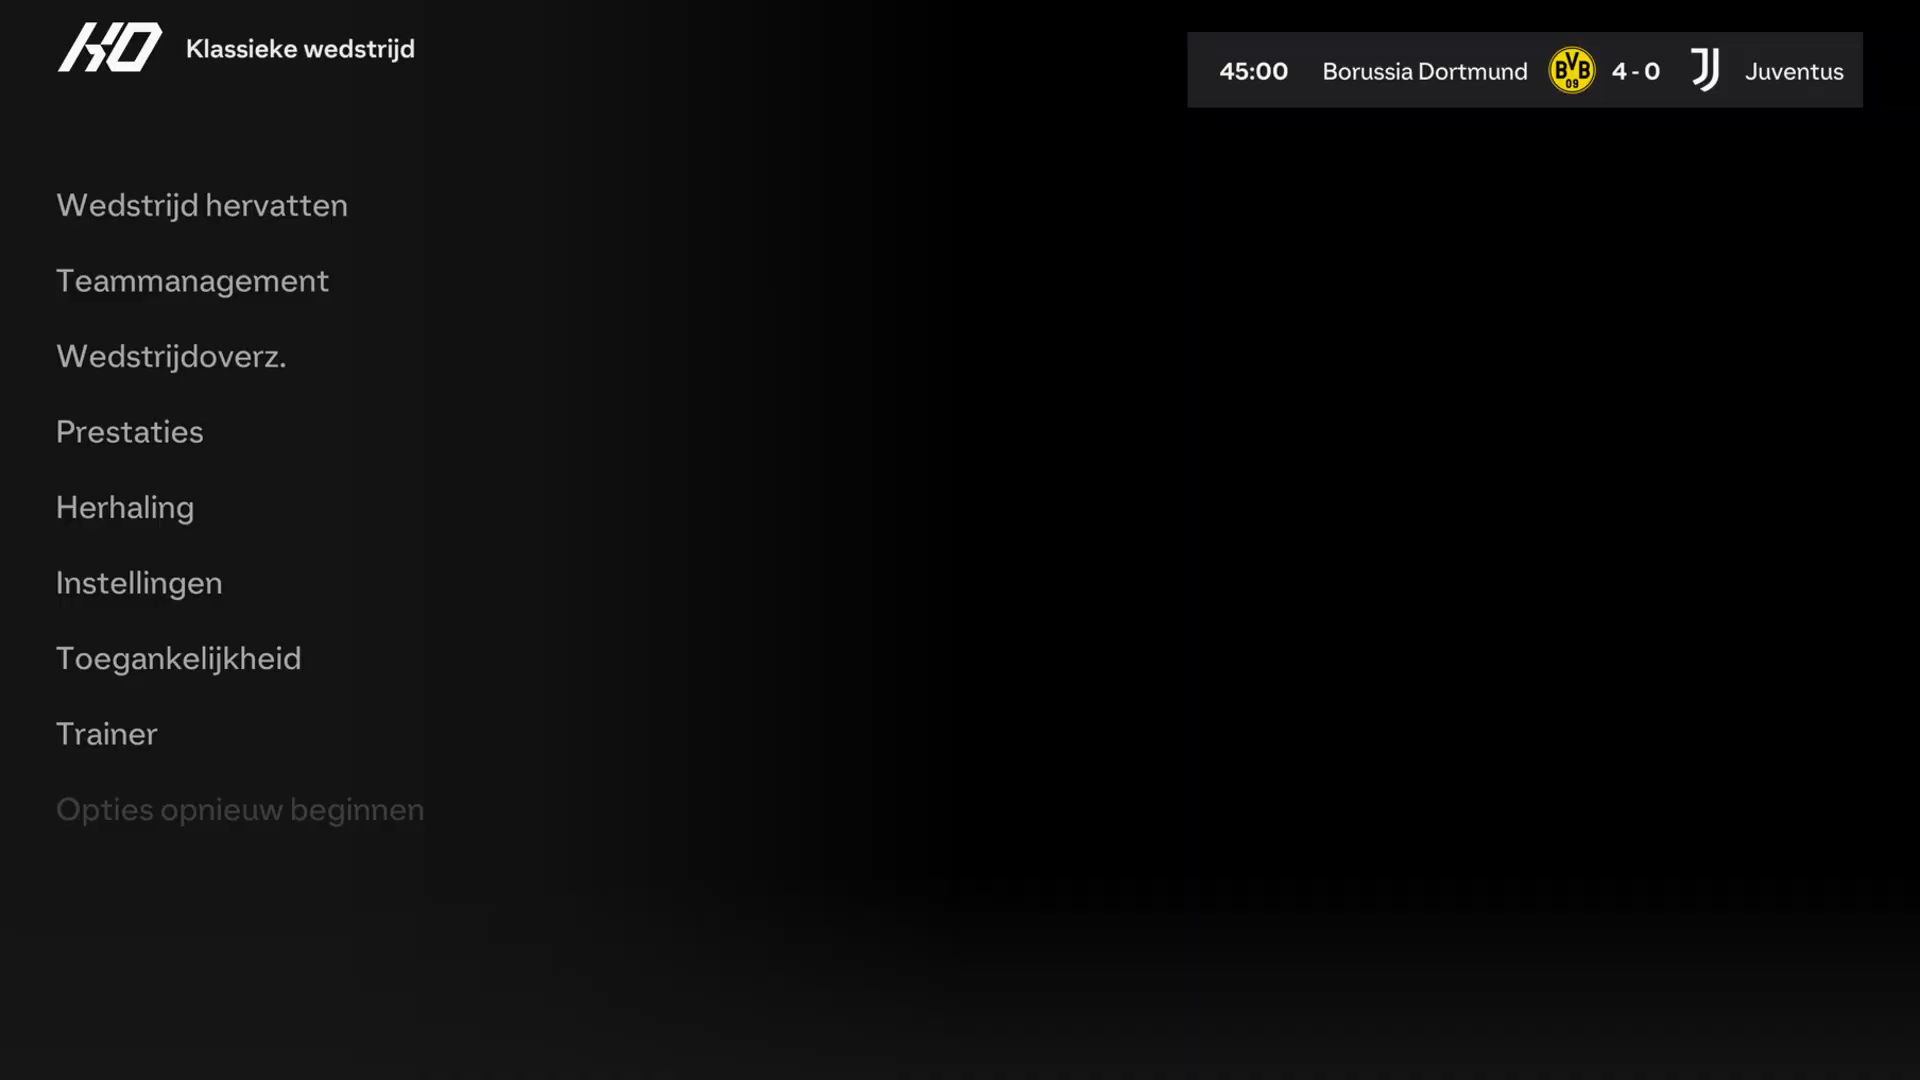 KO Klassieke wedstrijd
45:00 Borussia Dortmund BVB 09 4 - 0 Juventus
Wedstrijd hervatten
Teammanagement
Wedstrijdoverz.
Prestaties
Herhaling
Instellingen
Toegankelijkheid
Trainer
Opties opnieuw beginnen